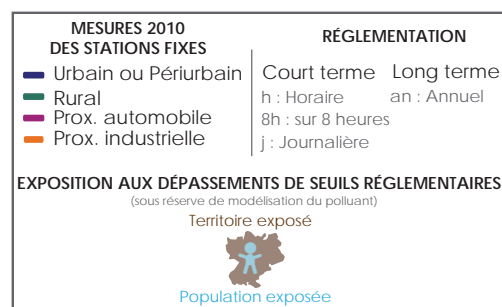 MESURES 2010
DES STATIONS FIXES
Urbain ou Périurbain
Rural
Prox. automobile
Prox. industrielle
RÉGLEMENTATION
Court terme
h : Horaire
8h : sur 8 heures
j : Journalière
Long terme
an : Annuel
EXPOSITION AUX DÉPASSEMENTS DE SEUILS RÉGLEMENTAIRES
(sous réserve de modélisation du polluant)
Territoire exposé
Population exposée